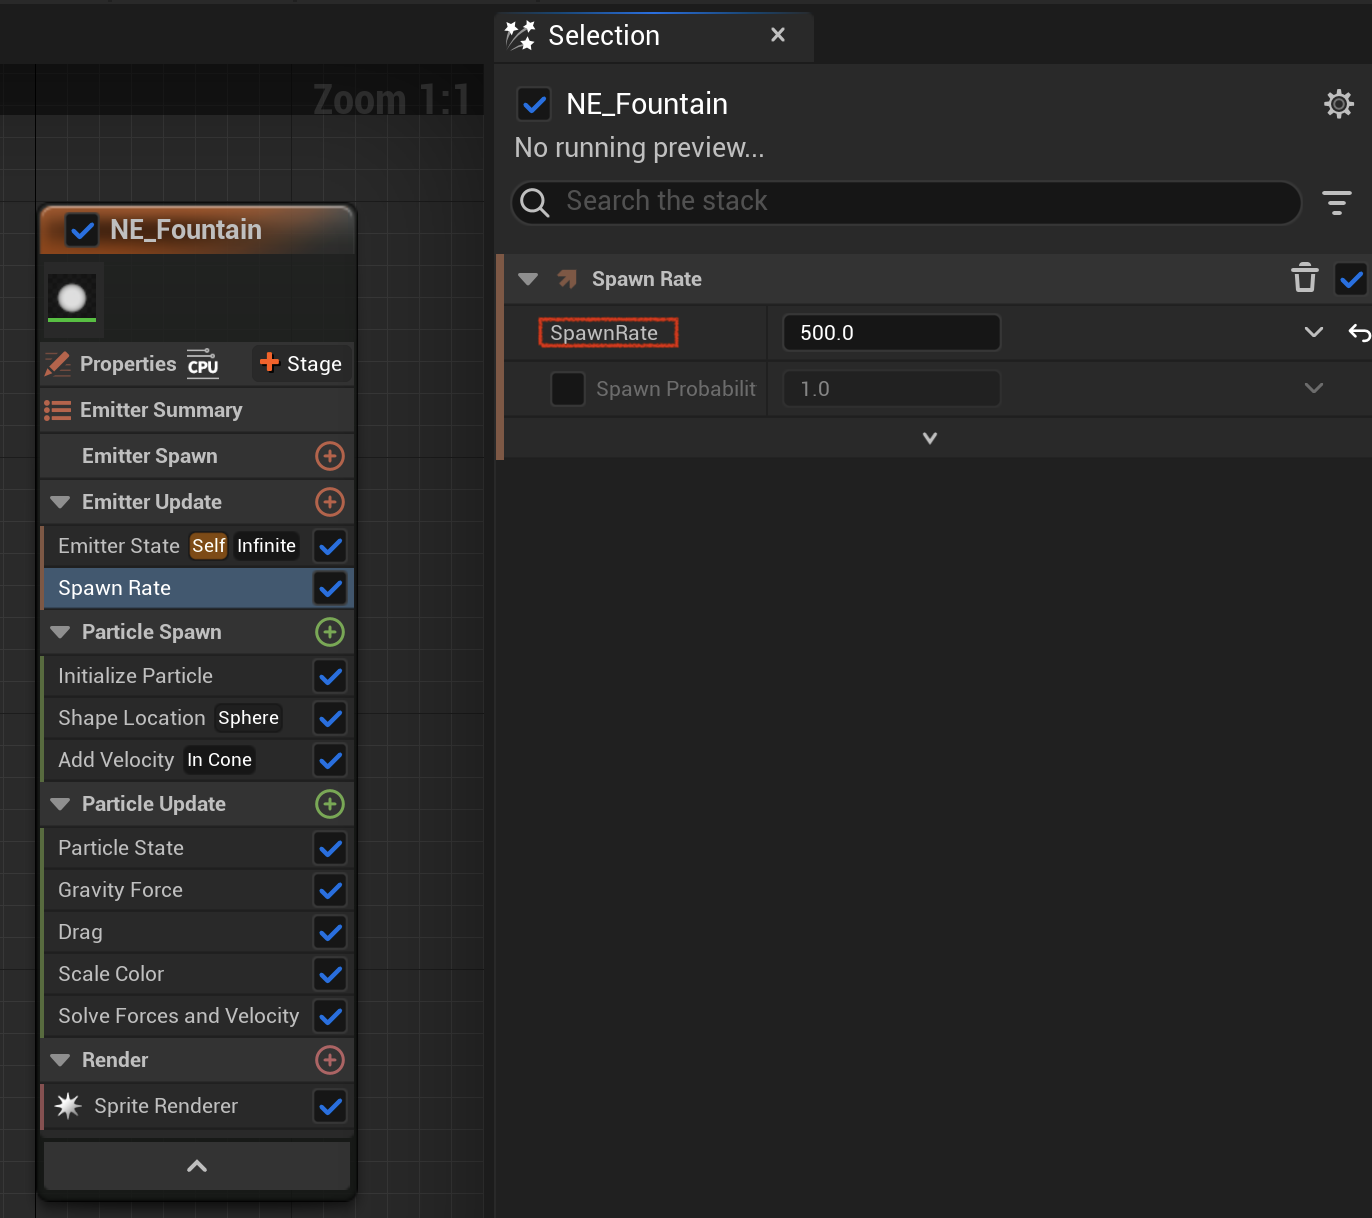 Zoom 1:1
NE_Fountain
Properties CPU Stage
Emitter Summary
Emitter Spawn
Emitter Update
Emitter State Self Infinite
Spawn Rate
Particle Spawn
Initialize Particle
Shape Location Sphere
Add Velocity In Cone
Particle Update
Particle State
Gravity Force
Drag
Scale Color
Solve Forces and Velocity
Render
Sprite Renderer
Selection
NE_Fountain
No running preview...
Search the stack
Spawn Rate
SpawnRate 500.0
Spawn Probabilit 1.0